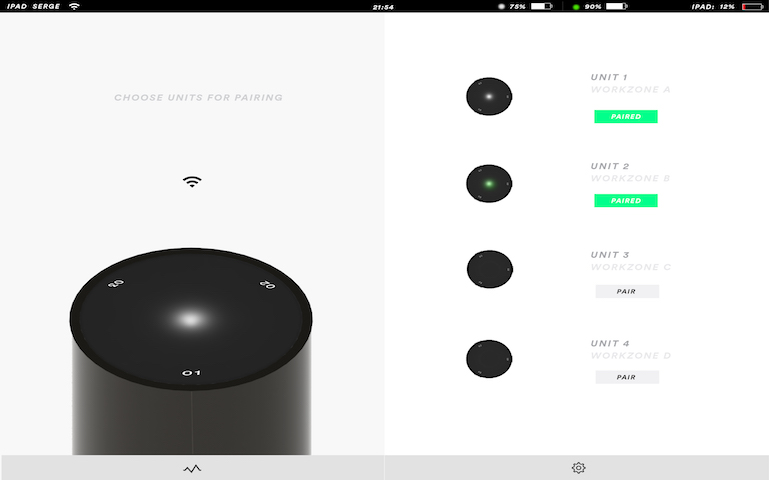 IPAD SERGE 21:54 75% 90% IPAD: 12%
CHOOSE UNITS FOR PAIRING
03 02
01
UNIT 1
WORKZONE A
PAIRED
UNIT 2
WORKZONE B
PAIRED
UNIT 3
WORKZONE C
PAIR
UNIT 4
WORKZONE D
PAIR